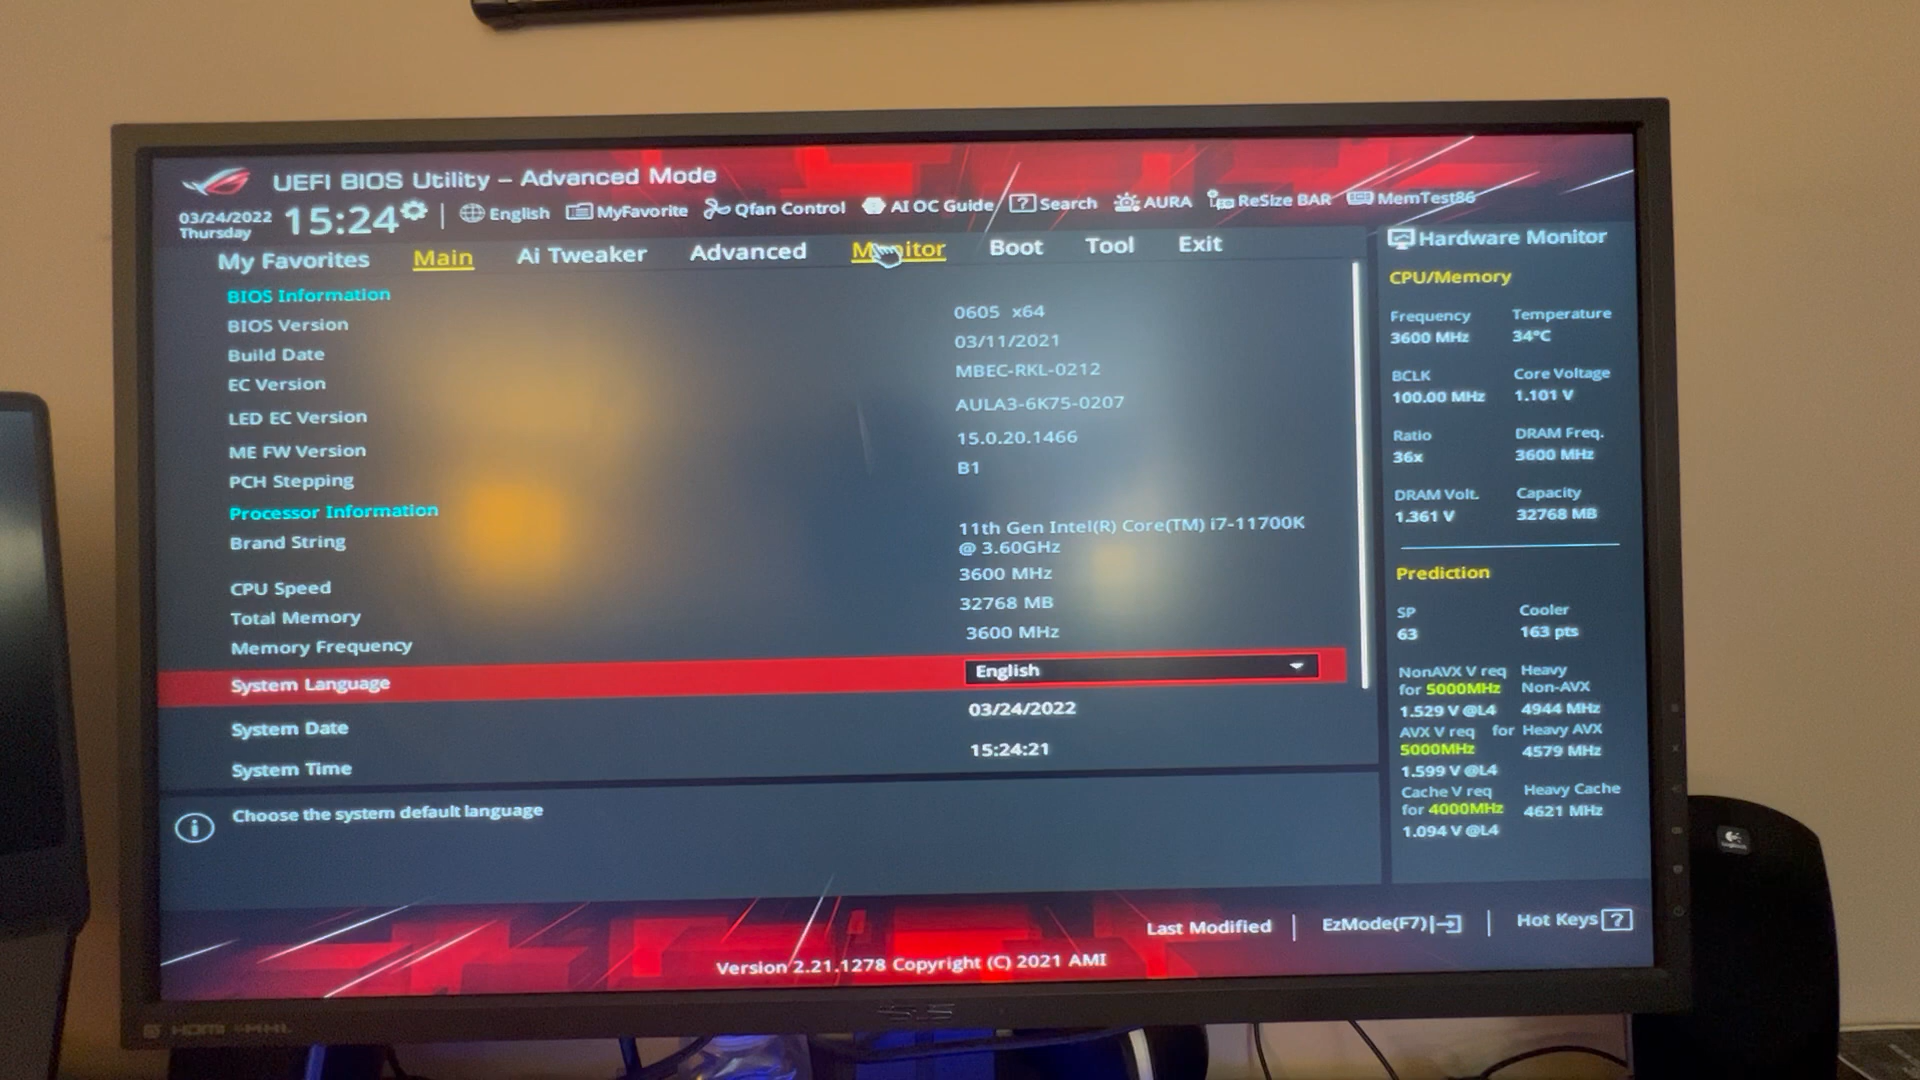 UEFI BIOS Utility – Advanced Mode
03/24/2022
Thursday
15:24
English
MyFavorite
Qfan Control
AI OC Guide
Search
AURA
ReSize BAR
MemTest86
My Favorites
Main
Ai Tweaker
Advanced
Monitor
Boot
Tool
Exit
BIOS Information
BIOS Version
0605 x64
Build Date
03/11/2021
EC Version
MBEC-RKL-0212
LED EC Version
AULA3-6K75-0207
ME FW Version
15.0.20.1466
PCH Stepping
B1
Processor Information
Brand String
11th Gen Intel(R) Core(TM) i7-11700K
@ 3.60GHz
CPU Speed
3600 MHz
Total Memory
32768 MB
Memory Frequency
3600 MHz
System Language
English
System Date
03/24/2022
System Time
15:24:21
Choose the system default language
Hardware Monitor
CPU/Memory
Frequency Temperature
3600 MHz 34°C
BCLK Core Voltage
100.00 MHz 1.101 V
Ratio DRAM Freq.
36x 3600 MHz
DRAM Volt. Capacity
1.361 V 32768 MB
Prediction
SP Cooler
63 163 pts
NonAVX V req Heavy
for 5000MHz Non-AVX
1.529 V @L4 4944 MHz
AVX V req for Heavy AVX
5000MHz 4579 MHz
1.599 V @L4
Cache V req Heavy Cache
for 4000MHz 4621 MHz
1.094 V @L4
Last Modified
EzMode(F7)
Hot Keys ?
Version 2.21.1278 Copyright (C) 2021 AMI
ASUS
HDMI MHL